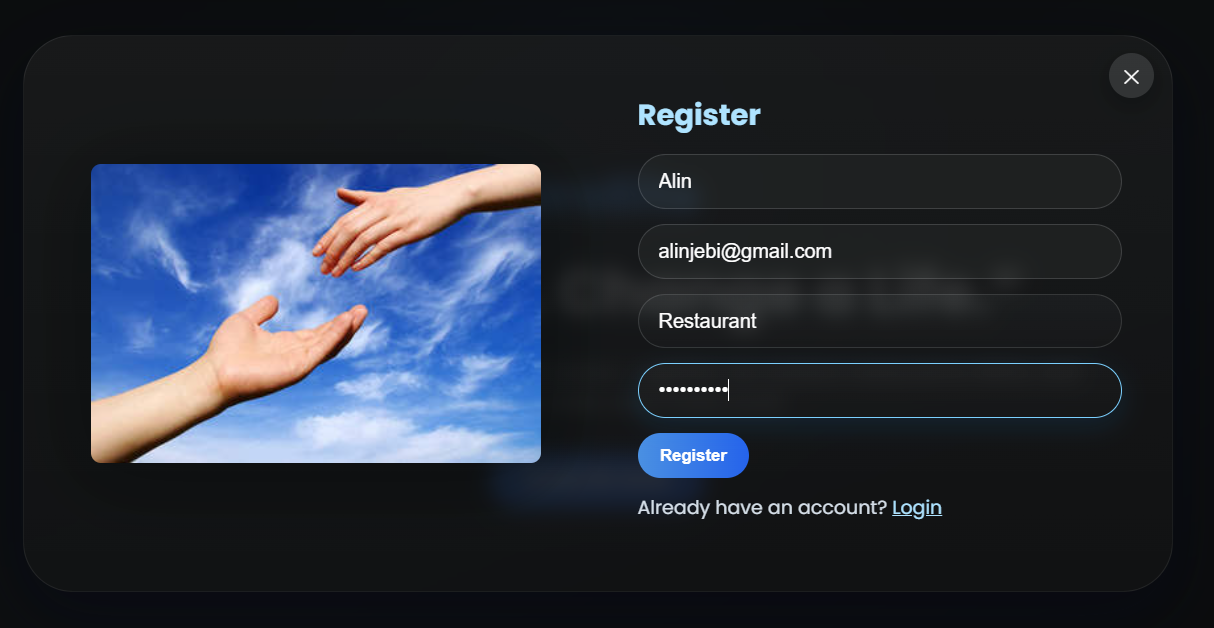 Register
Alin
alinjebi@gmail.com
Restaurant
••••••••••
Register
Already have an account? Login